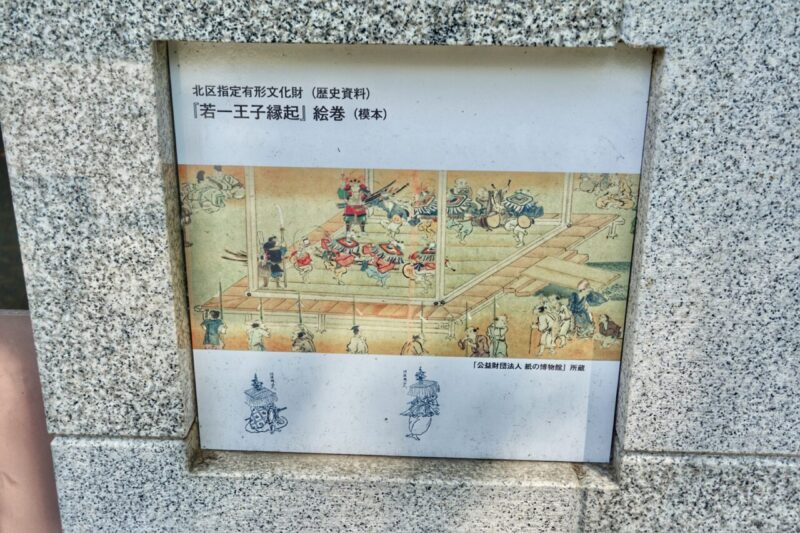 北区指定有形文化財（歴史資料）
『若一王子縁起』絵巻（模本）
「公益財団法人 紙の博物館」所蔵